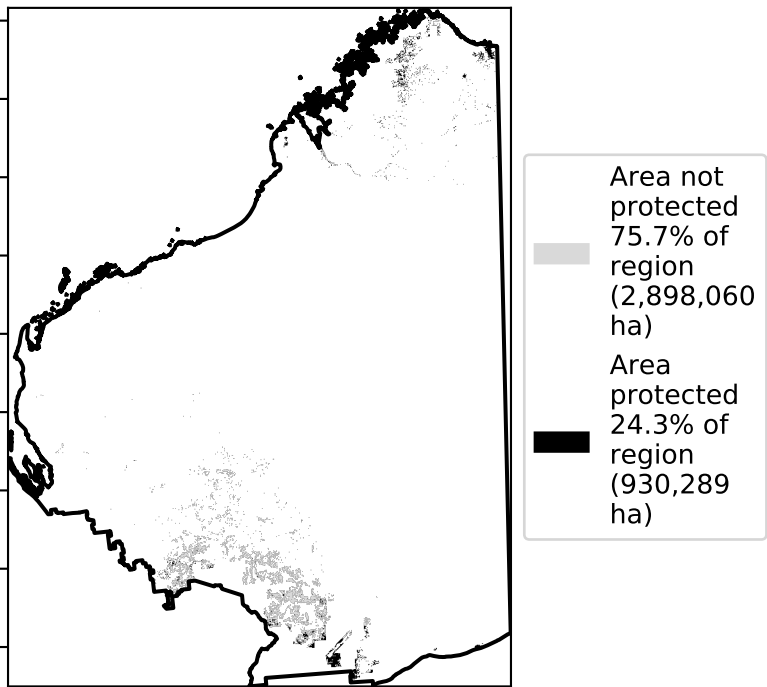 Area not
protected
75.7% of
region
(2,898,060
ha)
Area
protected
24.3% of
region
(930,289
ha)